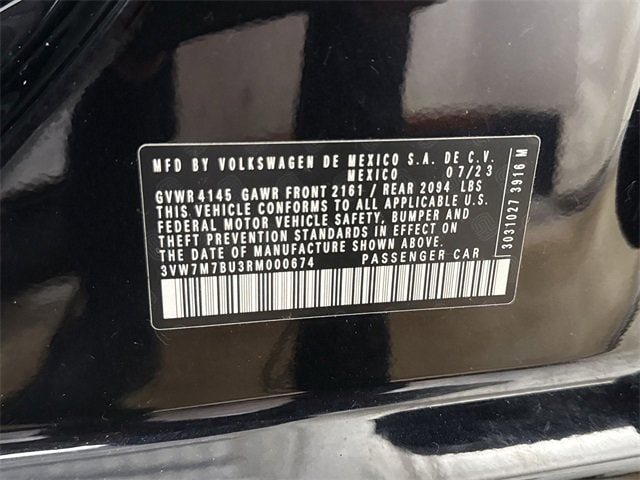 MFD BY VOLKSWAGEN DE MEXICO S.A. DE C.V.
MEXICO 07/23
GVWR 4145 GAWR FRONT 2161 / REAR 2094 LBS
THIS VEHICLE CONFORMS TO ALL APPLICABLE U.S.
FEDERAL MOTOR VEHICLE SAFETY, BUMPER AND
THEFT PREVENTION STANDARDS IN EFFECT ON
THE DATE OF MANUFACTURE SHOWN ABOVE.
3VW7M7BU3RM000674 PASSENGER CAR
3031027 3916 M